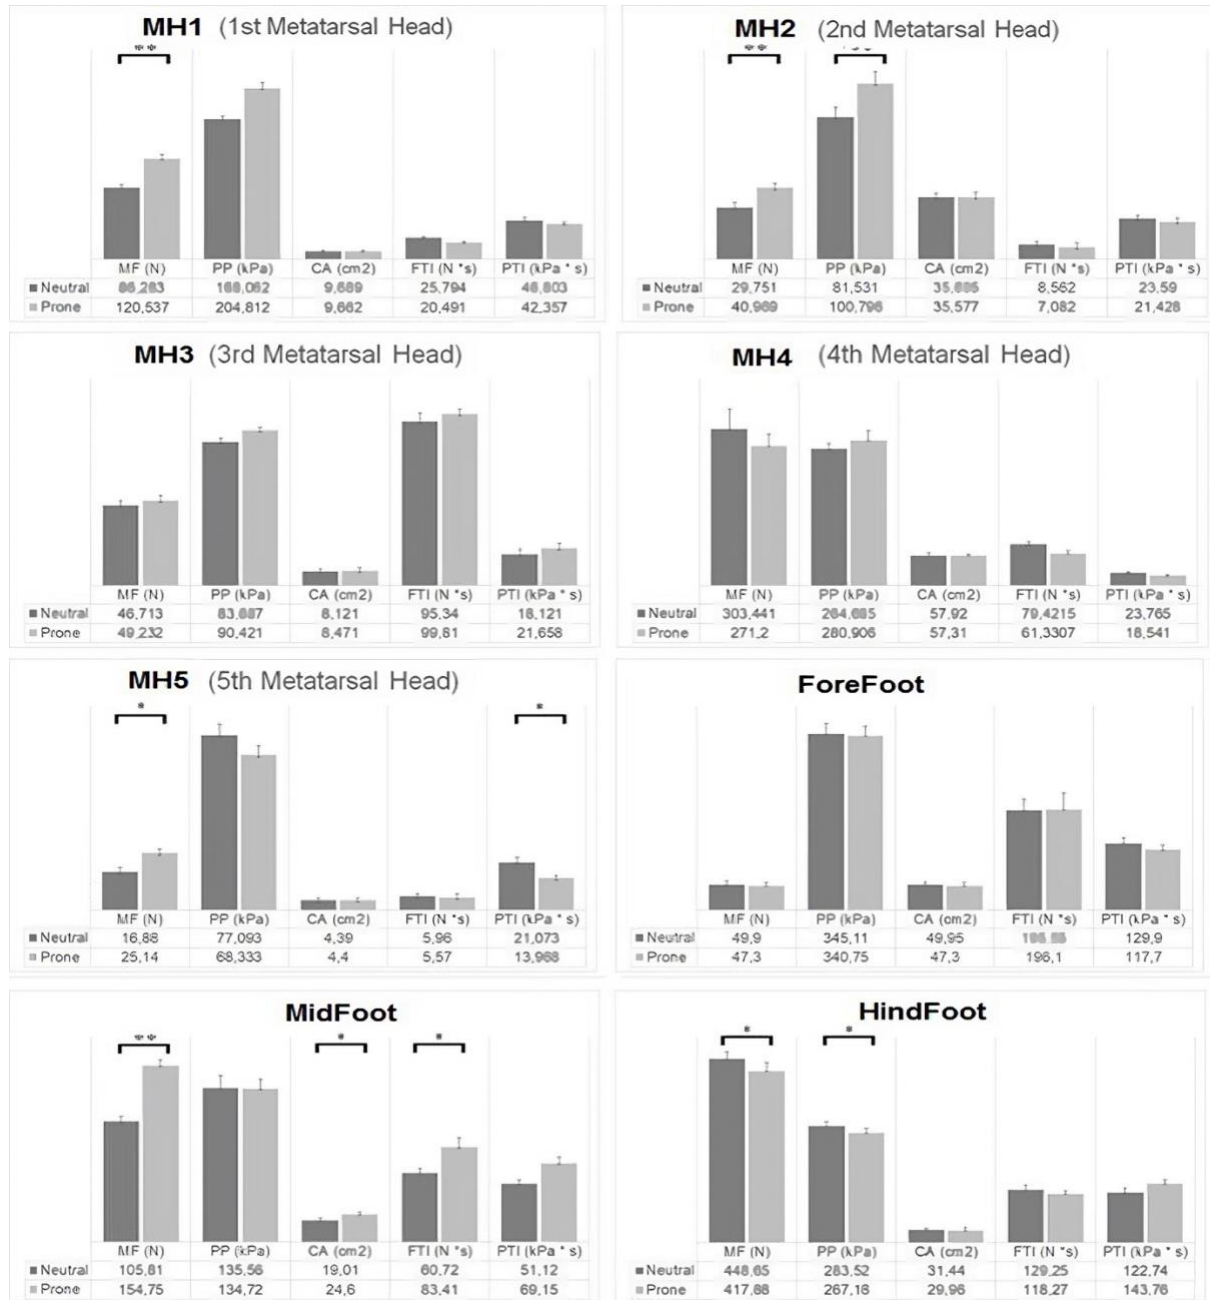 MH1 (1st Metatarsal Head)
**
MF (N) PP (kPa) CA (cm2) FTI (N *s) PTI (kPa * s)
Neutral 25,794
Prone 120,537 204,812 9,662 20,491 42,357
MH2 (2nd Metatarsal Head)
**
MF (N) PP (kPa) CA (cm2) FTI (N *s) PTI (kPa * s)
Neutral 29,751 81,531 8,562 23,59
Prone 40,969 100,796 35,577 7,082 21,428
MH3 (3rd Metatarsal Head)
MF (N) PP (kPa) CA (cm2) FTI (N *s) PTI (kPa * s)
Neutral 46,713 8,121 95,34 18,121
Prone 49,232 90,421 8,471 99,81 21,658
MH4 (4th Metatarsal Head)
MF (N) PP (kPa) CA (cm2) FTI (N *s) PTI (kPa * s)
Neutral 303,441 57,92 79,4215 23,765
Prone 271,2 280,906 57,31 61,3307 18,541
MH5 (5th Metatarsal Head)
* *
MF (N) PP (kPa) CA (cm2) FTI (N *s) PTI (kPa * s)
Neutral 16,88 77,093 4,39 5,96 21,073
Prone 25,14 68,333 4,4 5,57 13,968
ForeFoot
MF (N) PP (kPa) CA (cm2) FTI (N *s) PTI (kPa * s)
Neutral 49,9 345,11 49,95 129,9
Prone 47,3 340,75 47,3 196,1 117,7
MidFoot
** * *
MF (N) PP (kPa) CA (cm2) FTI (N *s) PTI (kPa * s)
Neutral 105,81 135,56 19,01 60,72 51,12
Prone 154,75 134,72 24,6 83,41 69,15
HindFoot
* *
MF (N) PP (kPa) CA (cm2) FTI (N *s) PTI (kPa * s)
Neutral 448,65 283,52 31,44 129,25 122,74
Prone 417,68 267,16 29,96 118,27 143,76